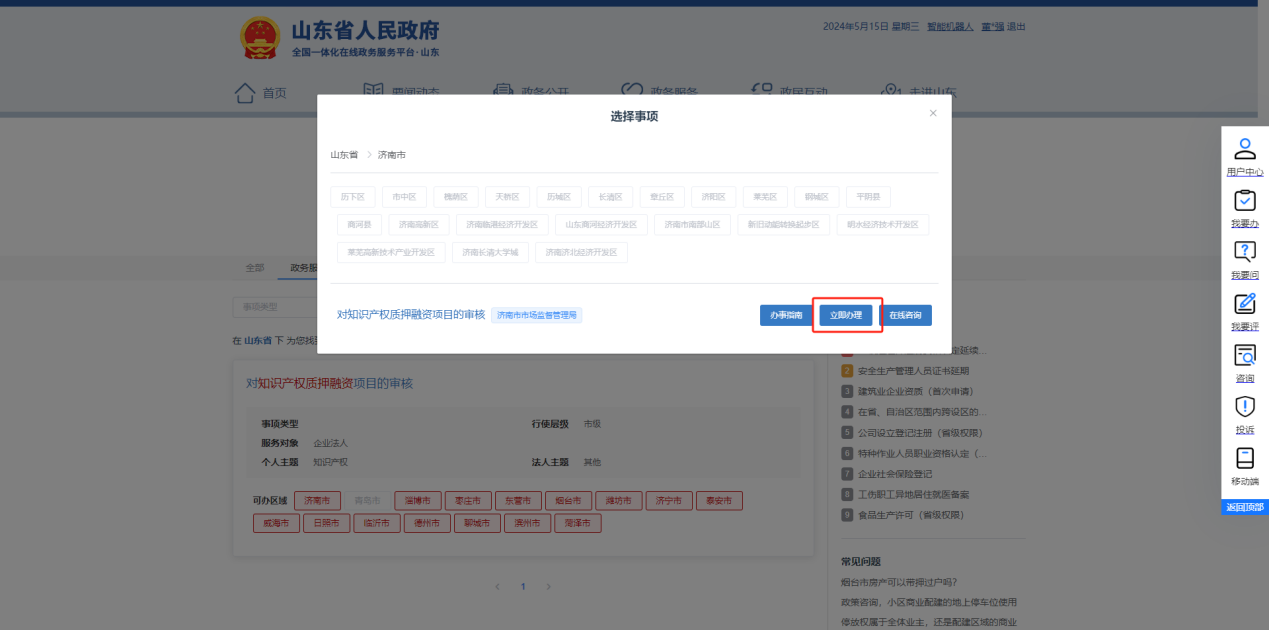 山东省人民政府
全国一体化在线政务服务平台·山东
2024年5月15日 星期三 智能机器人 董*强 退出
首页 要闻动态 政务公开 政务服务 政民互动 走进山东
选择事项
山东省 > 济南市
历下区 市中区 槐荫区 天桥区 历城区 长清区 章丘区 济阳区 莱芜区 钢城区 平阴县
商河县 济南高新区 济南临港经济开发区 山东商河经济开发区 济南市南部山区 新旧动能转换起步区 明水经济技术开发区
莱芜高新技术产业开发区 济南长清大学城 济南济北经济开发区
对知识产权质押融资项目的审核 济南市市场监督管理局 办事指南 立即办理 在线咨询
全部 政务服
事项类型
在 山东省 下 为您找到
对知识产权质押融资项目的审核
事项类型 行使层级 市级
服务对象 企业法人
个人主题 知识产权 法人主题 其他
可办区域 济南市 青岛市 淄博市 枣庄市 东营市 烟台市 潍坊市 济宁市 泰安市
威海市 日照市 临沂市 德州市 聊城市 滨州市 菏泽市
< 1 >
2 安全生产管理人员证书延期
3 建筑业企业资质（首次申请）
4 在省、自治区范围内跨设区的...
5 公司设立登记注册（省级权限）
6 特种作业人员职业资格认定（...
7 企业社会保险登记
8 工伤职工异地居住就医备案
9 食品生产许可（省级权限）
常见问题
烟台市房产可以带押过户吗？
政策咨询，小区商业配建的地上停车位使用
停放权属于全体业主，还是配建区域的商业
用户中心
我要办
我要问
我要评
咨询
投诉
移动端
返回顶部